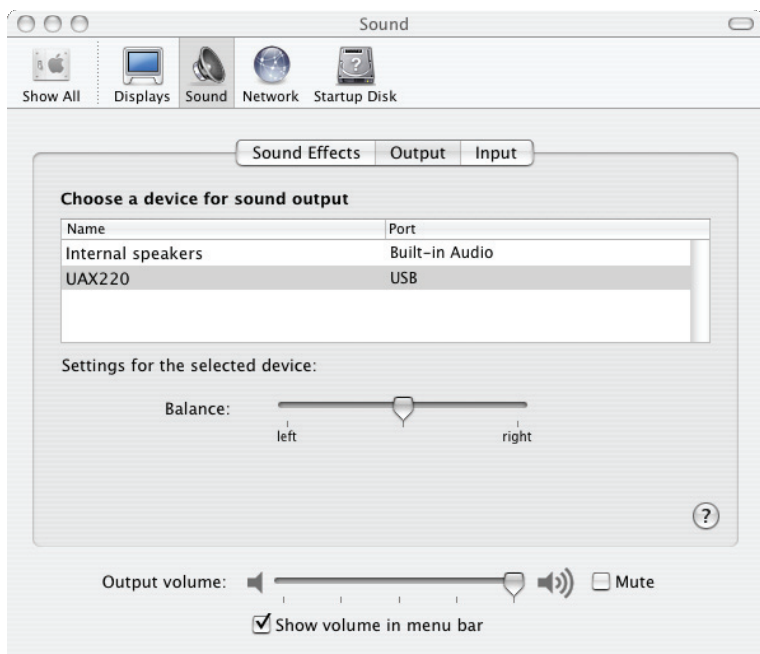 Sound
Show All Displays Sound Network Startup Disk
Sound Effects Output Input
Choose a device for sound output
Name Port
Internal speakers Built-in Audio
UAX220 USB
Settings for the selected device:
Balance:
left right
?
Output volume: Mute
Show volume in menu bar